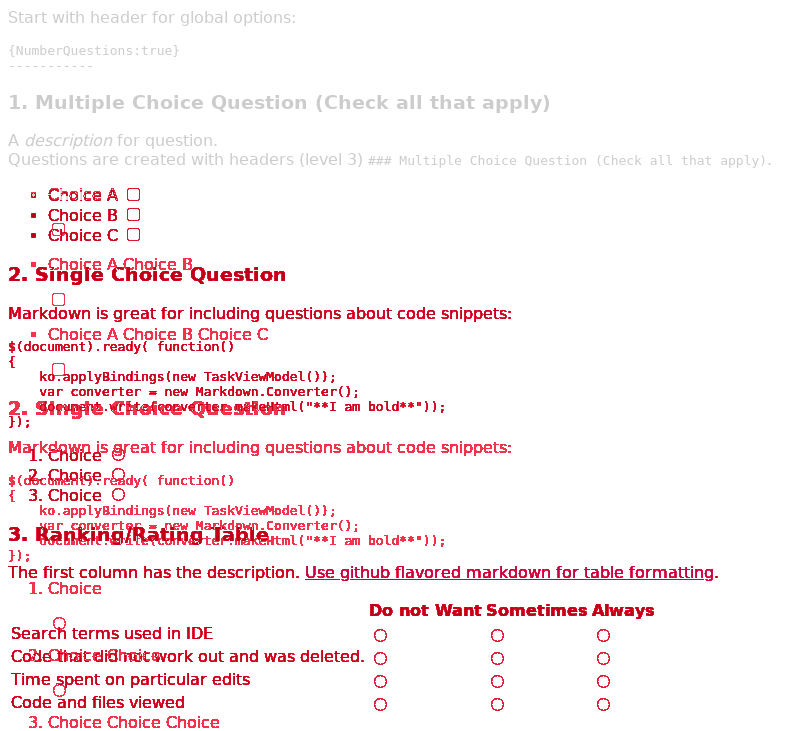 Start with header for global options:
{NumberQuestions:true}
-----------
1. Multiple Choice Question (Check all that apply)
A description for question.
Questions are created with headers (level 3) ### Multiple Choice Question (Check all that apply).
Choice A
Choice B
Choice C
Choice A Choice B
2. Single Choice Question
Markdown is great for including questions about code snippets:
Choice A Choice B Choice C
$(document).ready( function()
{
ko.applyBindings(new TaskViewModel());
var converter = new Markdown.Converter();
document.write(converter.makeHtml("**I am bold**"));
2. Single Choice Question
});
Markdown is great for including questions about code snippets:
1. Choice
2. Choice
$(document).ready( function()
3. Choice
{
ko.applyBindings(new TaskViewModel());
var converter = new Markdown.Converter();
3. Ranking/Rating Table
document.write(converter.makeHtml("**I am bold**"));
});
The first column has the description. Use github flavored markdown for table formatting.
1. Choice
Do not Want Sometimes Always
Search terms used in IDE
Code that did not work out and was deleted.
2. Choice Choice
Time spent on particular edits
Code and files viewed
3. Choice Choice Choice